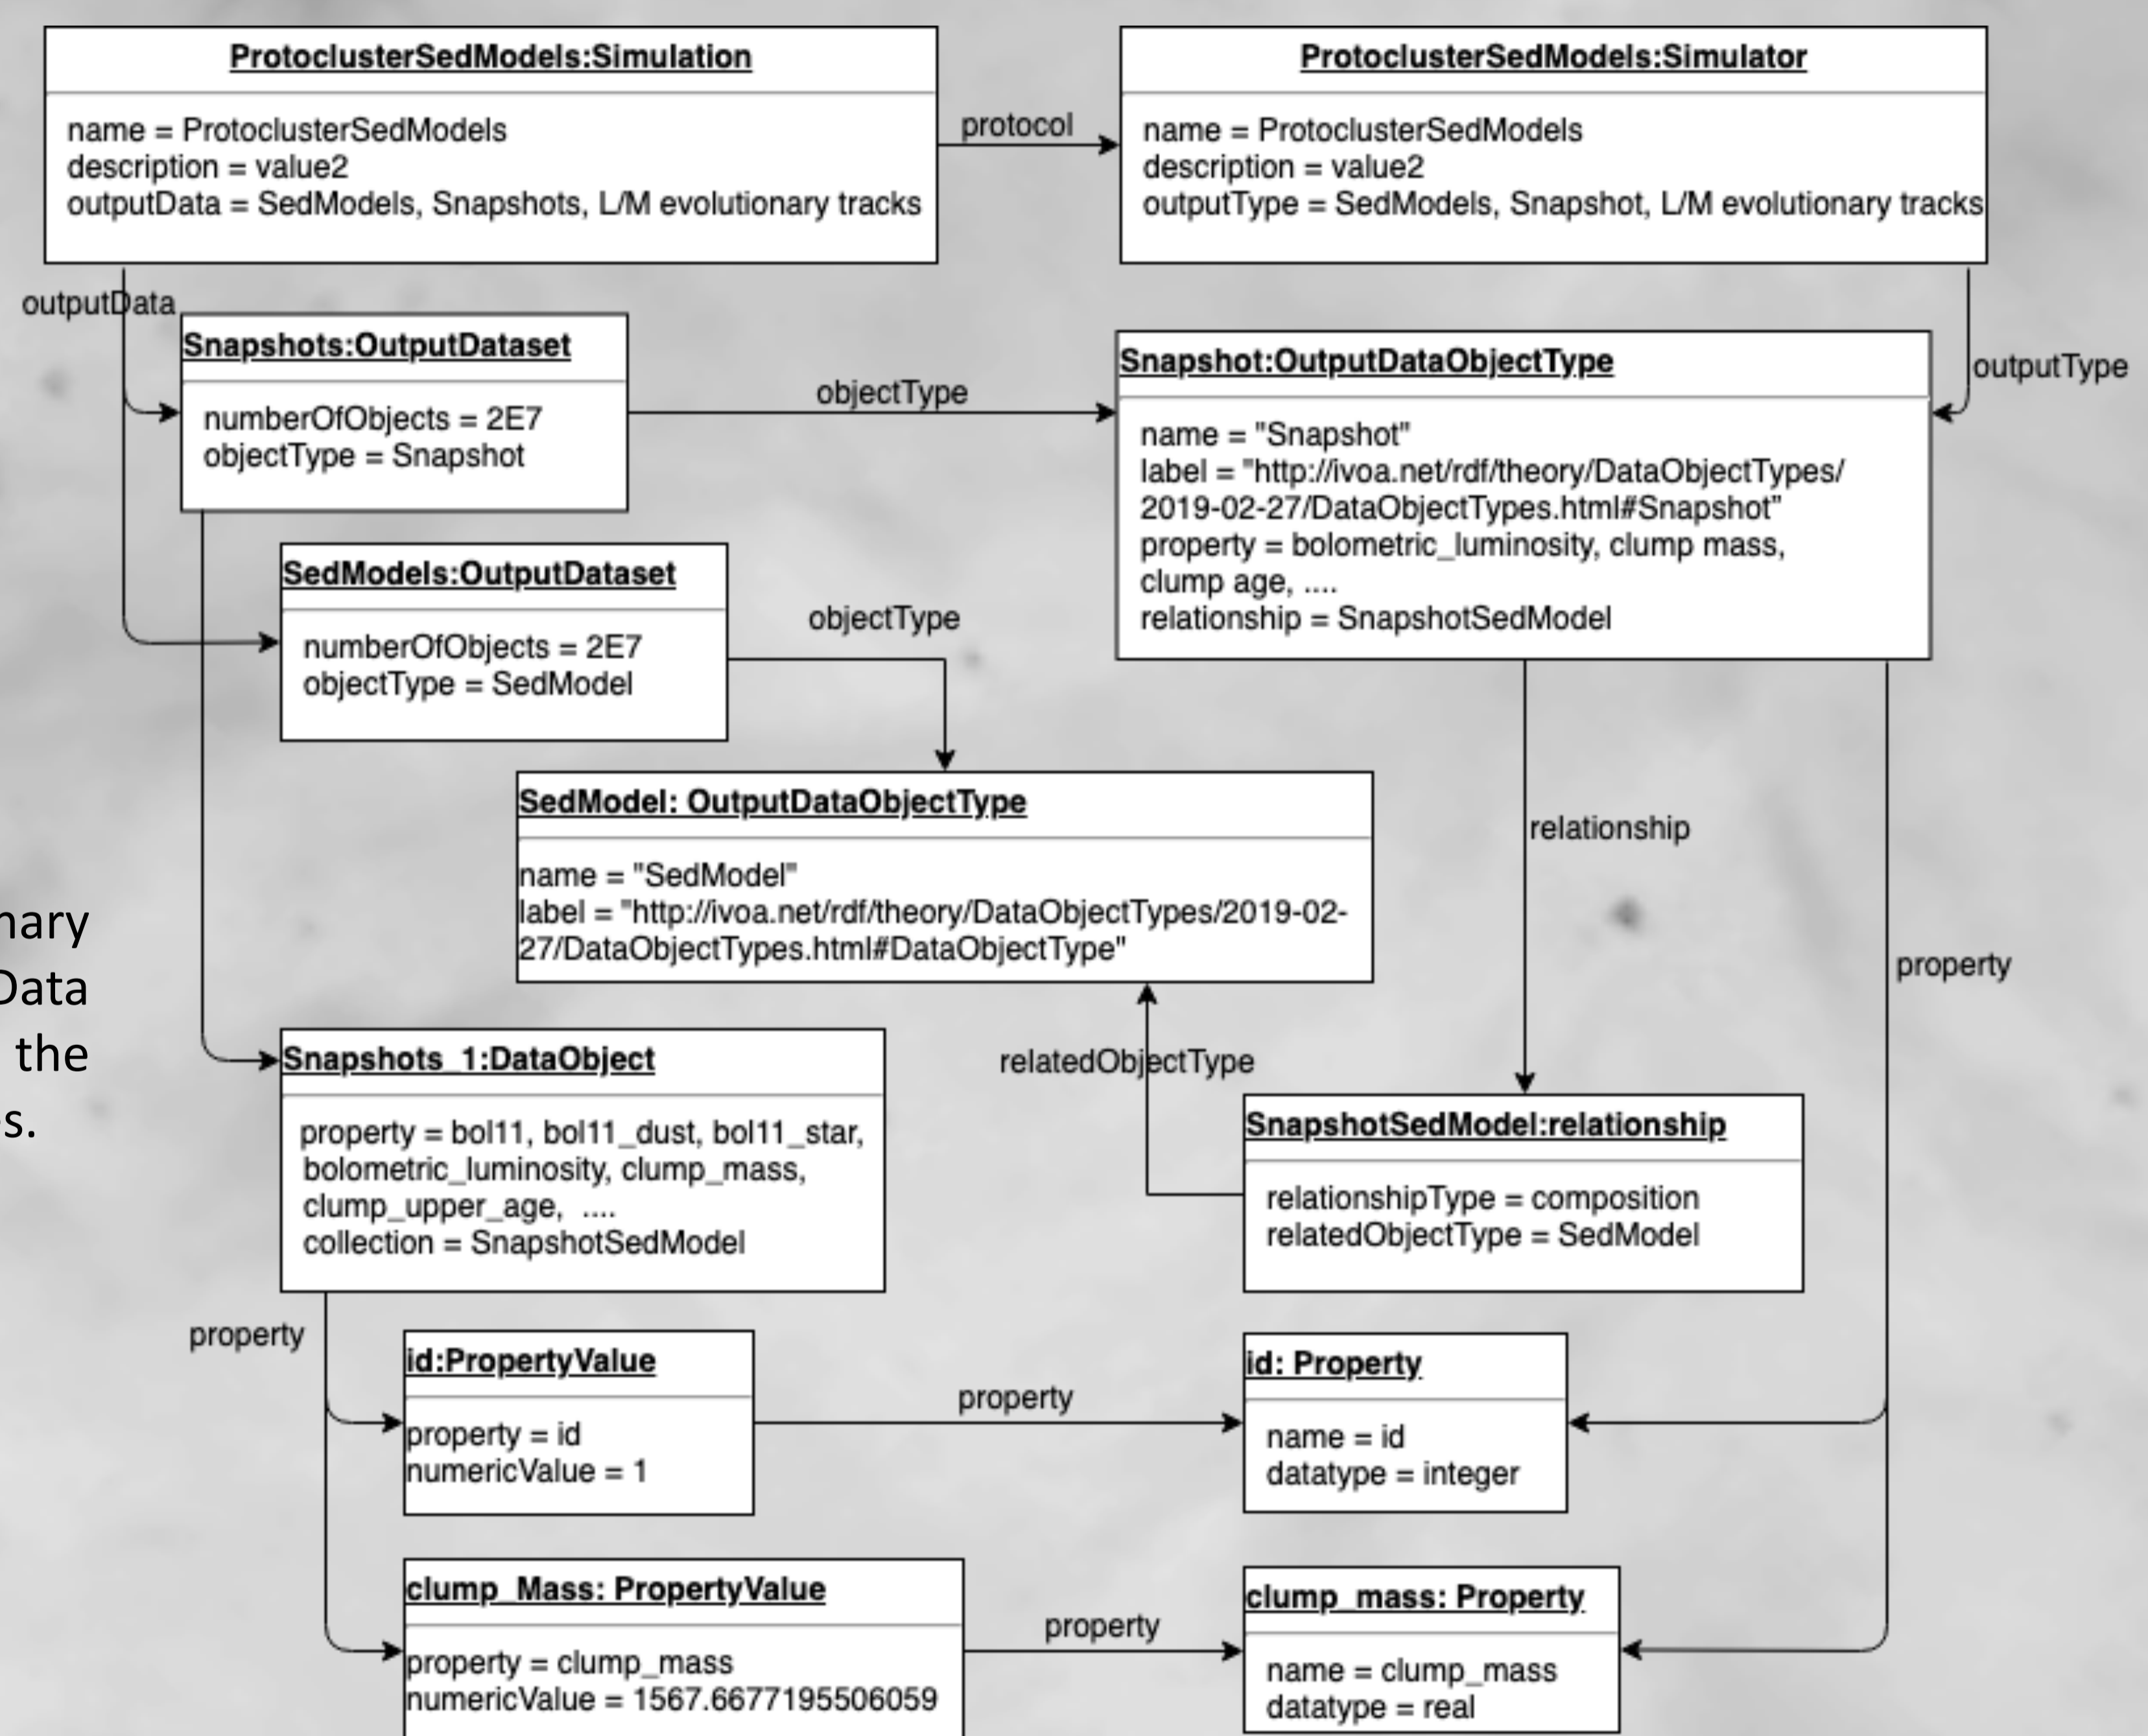 ProtoclusterSedModels:Simulation
name = ProtoclusterSedModels
description = value2
outputData = SedModels, Snapshots, L/M evolutionary tracks
protocol
ProtoclusterSedModels:Simulator
name = ProtoclusterSedModels
description = value2
outputType = SedModels, Snapshot, L/M evolutionary tracks
outputData
Snapshots:OutputDataset
numberOfObjects = 2E7
objectType = Snapshot
objectType
Snapshot:OutputDataObjectType
name = "Snapshot"
label = "http://ivoa.net/rdf/theory/DataObjectTypes/
2019-02-27/DataObjectTypes.html#Snapshot"
property = bolometric_luminosity, clump mass,
clump age, ....
relationship = SnapshotSedModel
outputType
SedModels:OutputDataset
numberOfObjects = 2E7
objectType = SedModel
objectType
SedModel: OutputDataObjectType
name = "SedModel"
label = "http://ivoa.net/rdf/theory/DataObjectTypes/2019-02-
27/DataObjectTypes.html#DataObjectType"
relationship
property
nary
Data
the
s.
Snapshots_1:DataObject
property = bol11, bol11_dust, bol11_star,
bolometric_luminosity, clump_mass,
clump_upper_age, ....
collection = SnapshotSedModel
relatedObjectType
SnapshotSedModel:relationship
relationshipType = composition
relatedObjectType = SedModel
property
id:PropertyValue
property = id
numericValue = 1
property
id: Property
name = id
datatype = integer
clump_Mass: PropertyValue
property = clump_mass
numericValue = 1567.6677195506059
property
clump_mass: Property
name = clump_mass
datatype = real